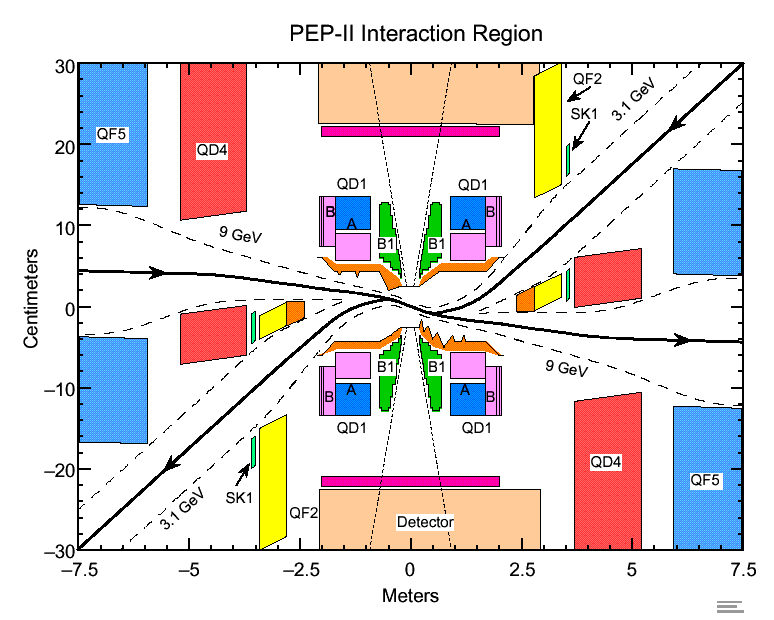 PEP-II Interaction Region
30
20
10
0
–10
–20
–30
Centimeters
QF5
QD4
QF2
SK1
3.1 GeV
9 GeV
QD1
QD1
B
A
B1
B1
A
B
B
A
B1
B1
A
B
QD1
QD1
9 GeV
QD4
QF5
SK1
3.1 GeV
QF2
Detector
–7.5
–5
–2.5
0
2.5
5
7.5
Meters